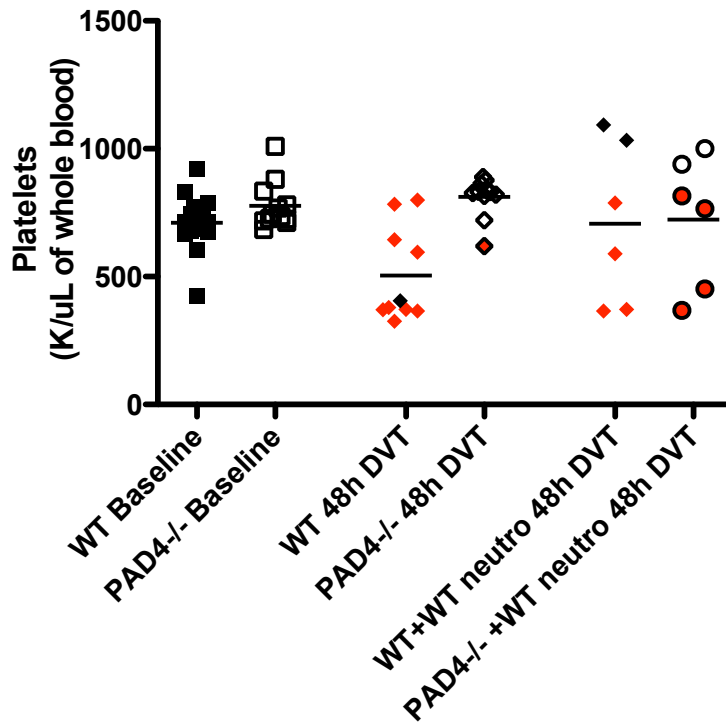 Platelets
(K/uL of whole blood)
1500
1000
500
0
WT Baseline
PAD4-/- Baseline
WT 48h DVT
PAD4-/- 48h DVT
WT+WT neutro 48h DVT
PAD4-/- +WT neutro 48h DVT